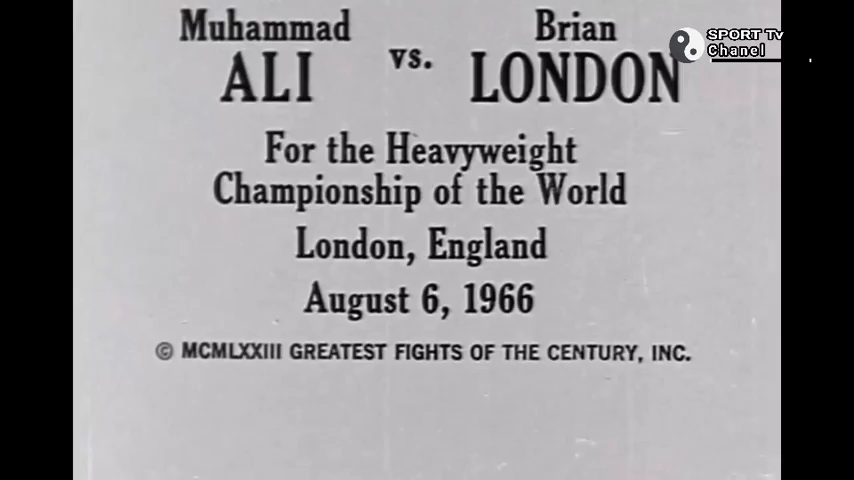 Muhammad
ALI
vs.
Brian
LONDON
SPORT Tv
Chanel
For the Heavyweight
Championship of the World
London, England
August 6, 1966
© MCMLXXIII GREATEST FIGHTS OF THE CENTURY, INC.